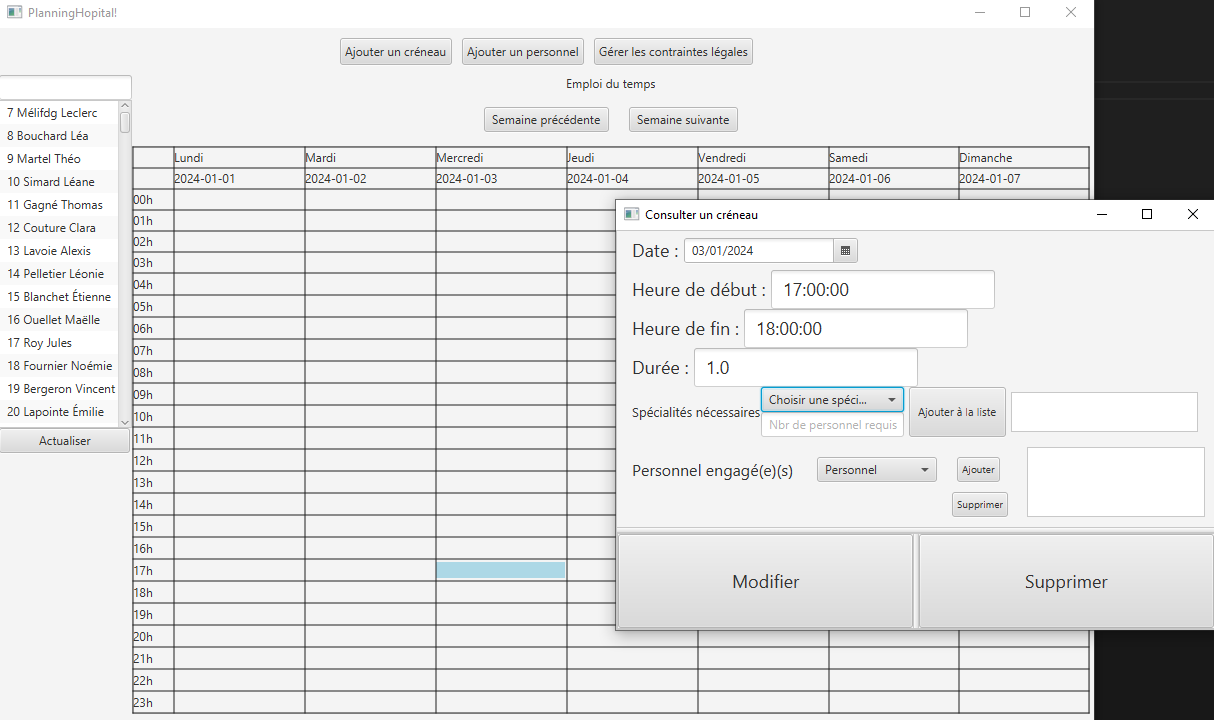 PlanningHopital!
Ajouter un créneau
Ajouter un personnel
Gérer les contraintes légales
Emploi du temps
Semaine précédente
Semaine suivante
7 Mélifdg Leclerc
8 Bouchard Léa
9 Martel Théo
10 Simard Léane
11 Gagné Thomas
12 Couture Clara
13 Lavoie Alexis
14 Pelletier Léonie
15 Blanchet Étienne
16 Ouellet Maëlle
17 Roy Jules
18 Fournier Noémie
19 Bergeron Vincent
20 Lapointe Émilie
Actualiser
Lundi Mardi Mercredi Jeudi Vendredi Samedi Dimanche
2024-01-01 2024-01-02 2024-01-03 2024-01-04 2024-01-05 2024-01-06 2024-01-07
00h
01h
02h
03h
04h
05h
06h
07h
08h
09h
10h
11h
12h
13h
14h
15h
16h
17h
18h
19h
20h
21h
22h
23h
Consulter un créneau
Date : 03/01/2024
Heure de début : 17:00:00
Heure de fin : 18:00:00
Durée : 1.0
Spécialités nécessaires
Choisir une spéci...
Nbr de personnel requis
Ajouter à la liste
Personnel engagé(e)(s)
Personnel
Ajouter
Supprimer
Modifier
Supprimer